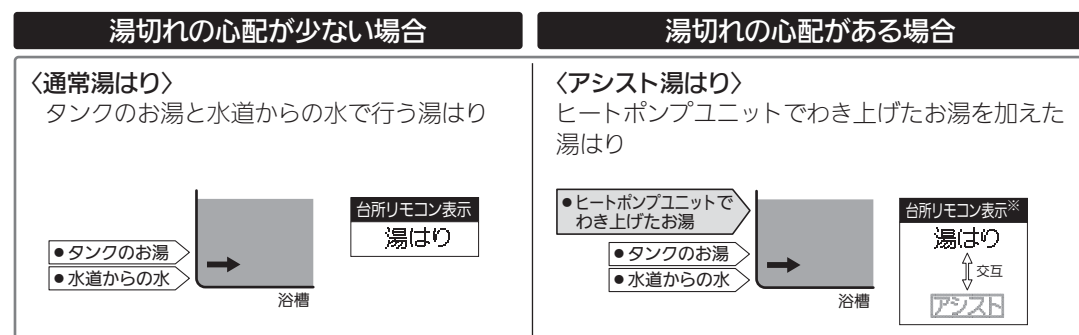 湯切れの心配が少ない場合
〈通常湯はり〉
タンクのお湯と水道からの水で行う湯はり
●タンクのお湯
●水道からの水
浴槽
台所リモコン表示
湯はり
湯切れの心配がある場合
〈アシスト湯はり〉
ヒートポンプユニットでわき上げたお湯を加えた
湯はり
●ヒートポンプユニットで
わき上げたお湯
●タンクのお湯
●水道からの水
浴槽
台所リモコン表示※
湯はり
交互
アシスト